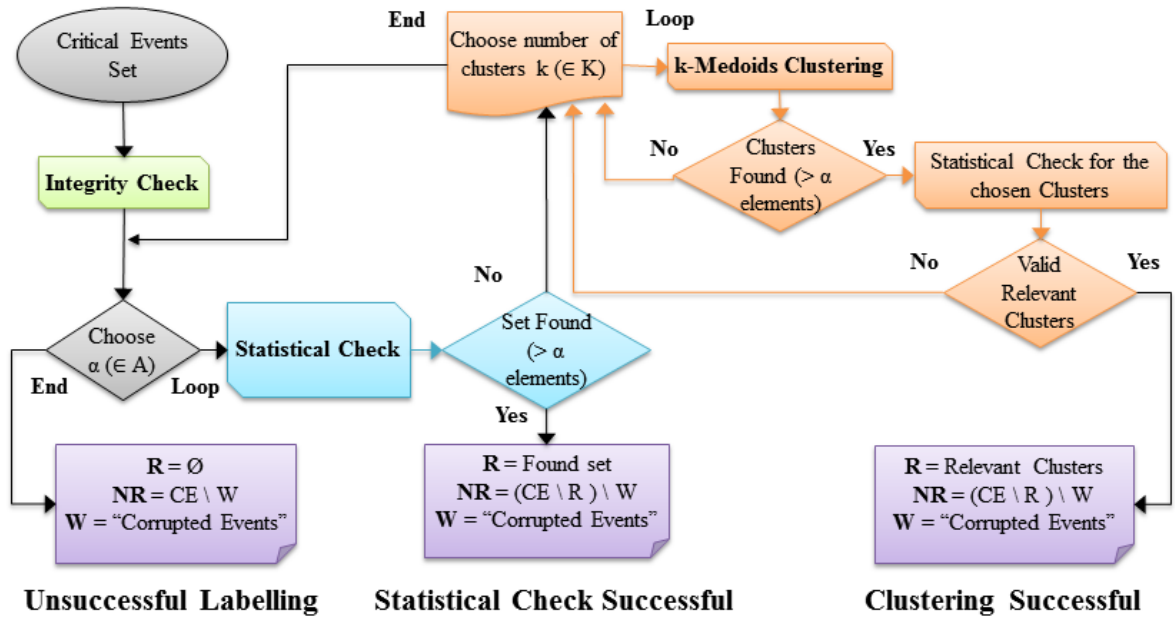 Critical Events
Set
Integrity Check
Choose
α (∈ A)
End
Loop
Statistical Check
Set Found
(> α
elements)
No
Yes
End
Choose number of
clusters k (∈ K)
Loop
k-Medoids Clustering
Clusters
Found (> α
elements)
No
Yes
Statistical Check for the
chosen Clusters
Valid
Relevant
Clusters
No
Yes
R = Ø
NR = CE \ W
W = “Corrupted Events”
R = Found set
NR = (CE \ R ) \ W
W = “Corrupted Events”
R = Relevant Clusters
NR = (CE \ R ) \ W
W = “Corrupted Events”
Unsuccessful Labelling
Statistical Check Successful
Clustering Successful